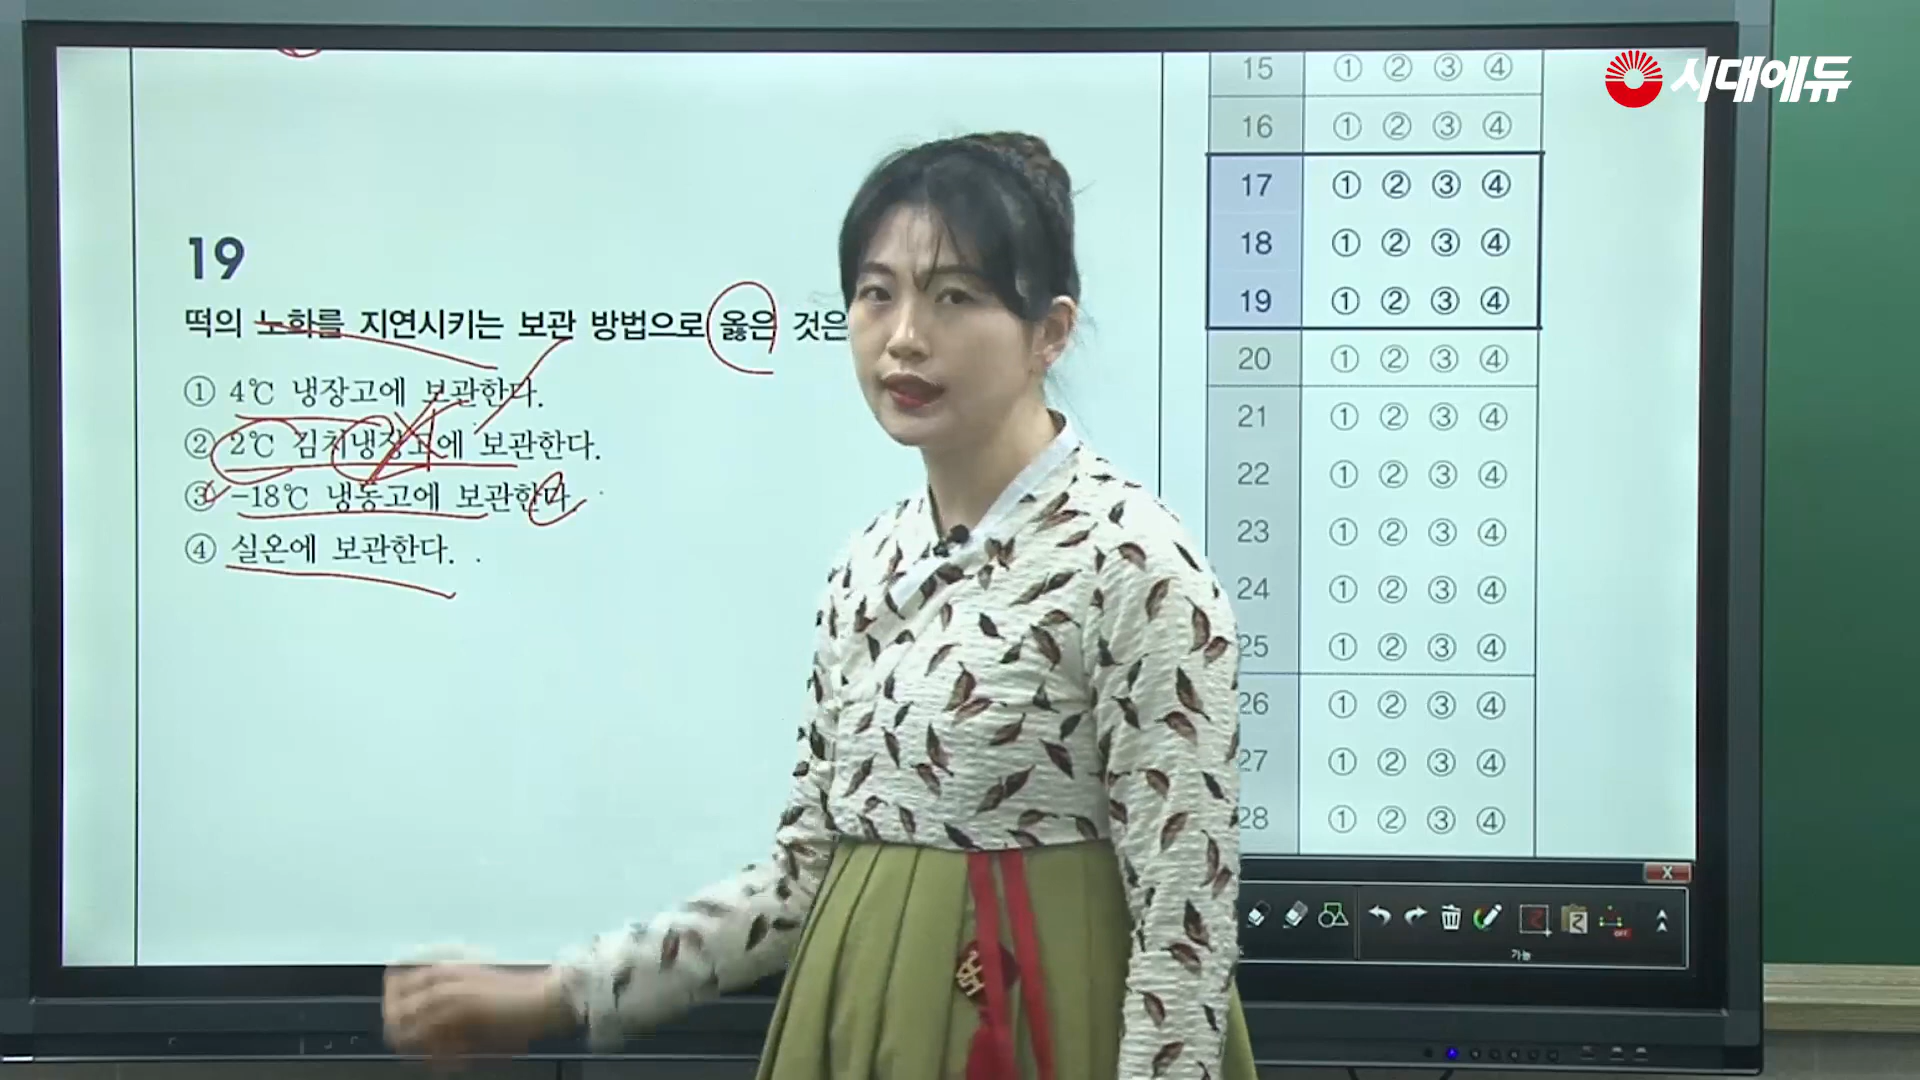 시대에듀
19
떡의 노화를 지연시키는 보관 방법으로 옳은 것은
① 4℃ 냉장고에 보관한다.
② 2℃ 김치냉장고에 보관한다.
③ -18℃ 냉동고에 보관한다.
④ 실온에 보관한다.
15 ① ② ③ ④
16 ① ② ③ ④
17 ① ② ③ ④
18 ① ② ③ ④
19 ① ② ③ ④
20 ① ② ③ ④
21 ① ② ③ ④
22 ① ② ③ ④
23 ① ② ③ ④
24 ① ② ③ ④
25 ① ② ③ ④
26 ① ② ③ ④
27 ① ② ③ ④
28 ① ② ③ ④
X
OFF
가능